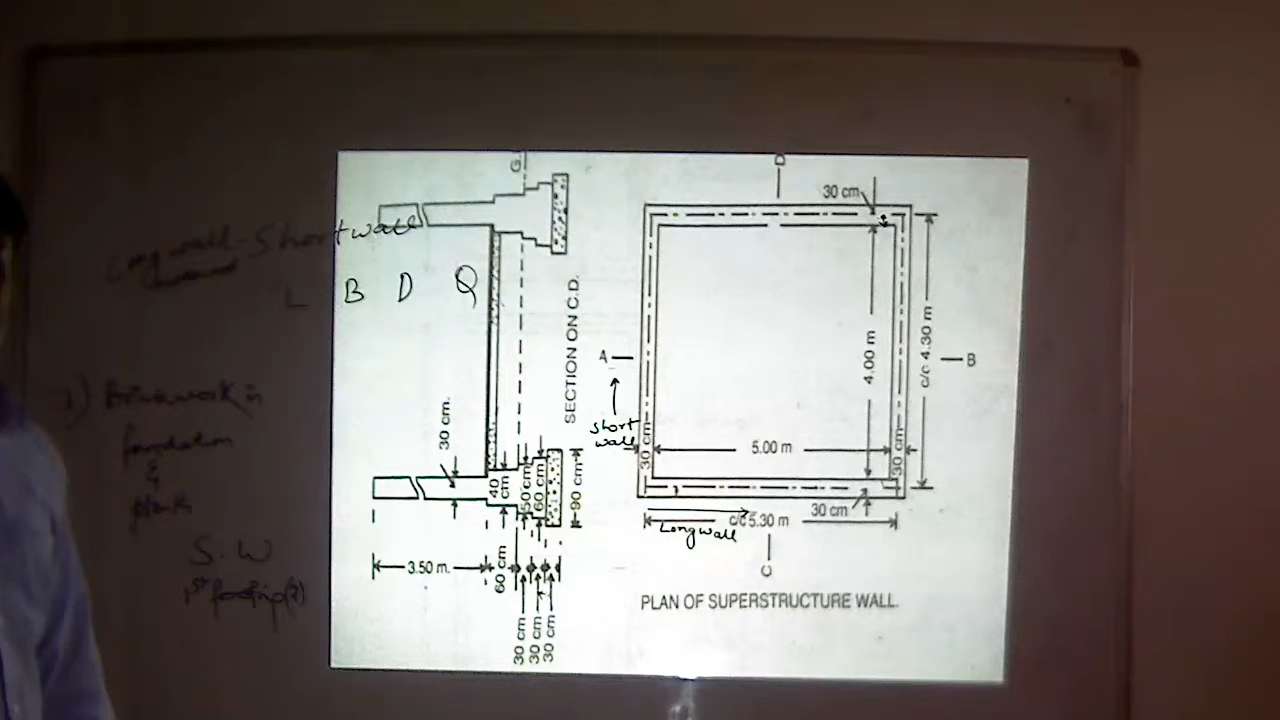 Long wall-Short wall
L B D Q
1) Brickwork in
foundation
&
plinth
S.W
1st footing(2)
G.
30 cm.
40
cm
50 cm
60 cm
90 cm
3.50 m.
60 cm
30 cm
30 cm
30 cm
SECTION ON C.D.
D
30 cm
A
B
short
wall
4.00 m
c/c 4.30 m
5.00 m
30 cm
30 cm
30 cm
c/c 5.30 m
Longwall
C
PLAN OF SUPERSTRUCTURE WALL.